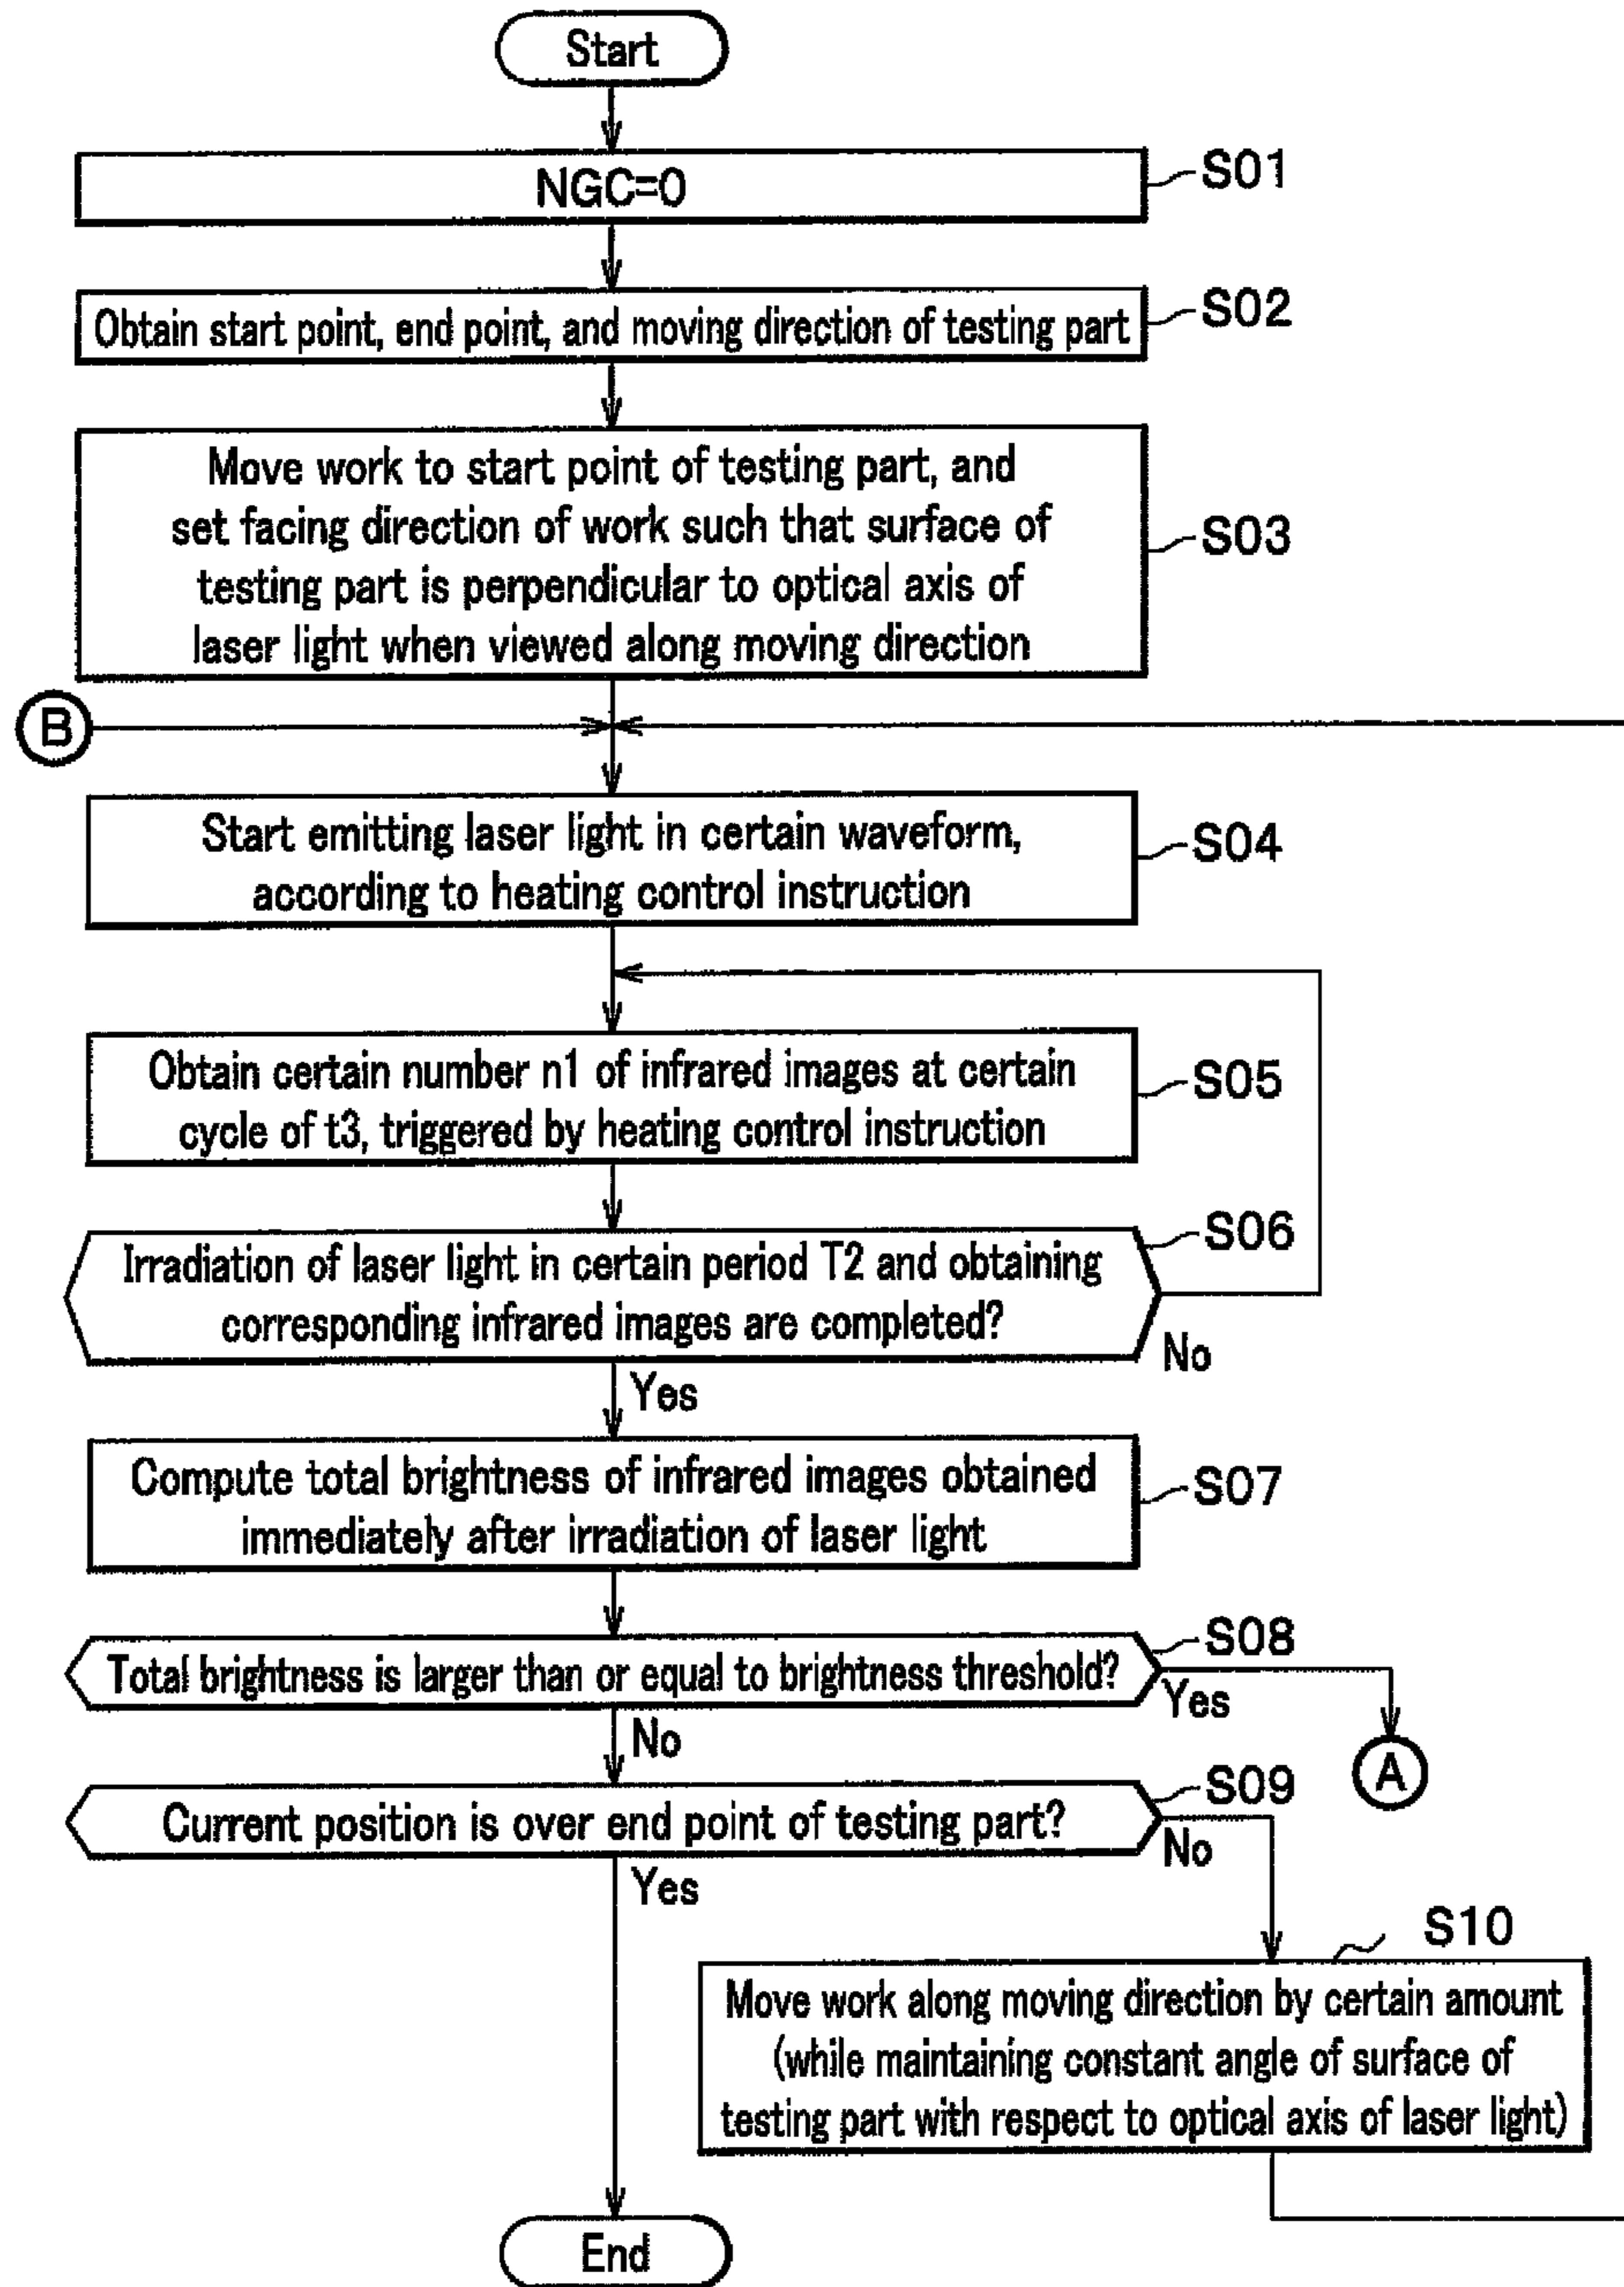 Start
NGC=0
S01
Obtain start point, end point, and moving direction of testing part
S02
Move work to start point of testing part, and
set facing direction of work such that surface of
testing part is perpendicular to optical axis of
laser light when viewed along moving direction
S03
B
Start emitting laser light in certain waveform,
according to heating control instruction
S04
Obtain certain number n1 of infrared images at certain
cycle of t3, triggered by heating control instruction
S05
Irradiation of laser light in certain period T2 and obtaining
corresponding infrared images are completed?
S06
No
Yes
Compute total brightness of infrared images obtained
immediately after irradiation of laser light
S07
Total brightness is larger than or equal to brightness threshold?
S08
Yes
No
A
Current position is over end point of testing part?
S09
No
Yes
S10
Move work along moving direction by certain amount
(while maintaining constant angle of surface of
testing part with respect to optical axis of laser light)
End